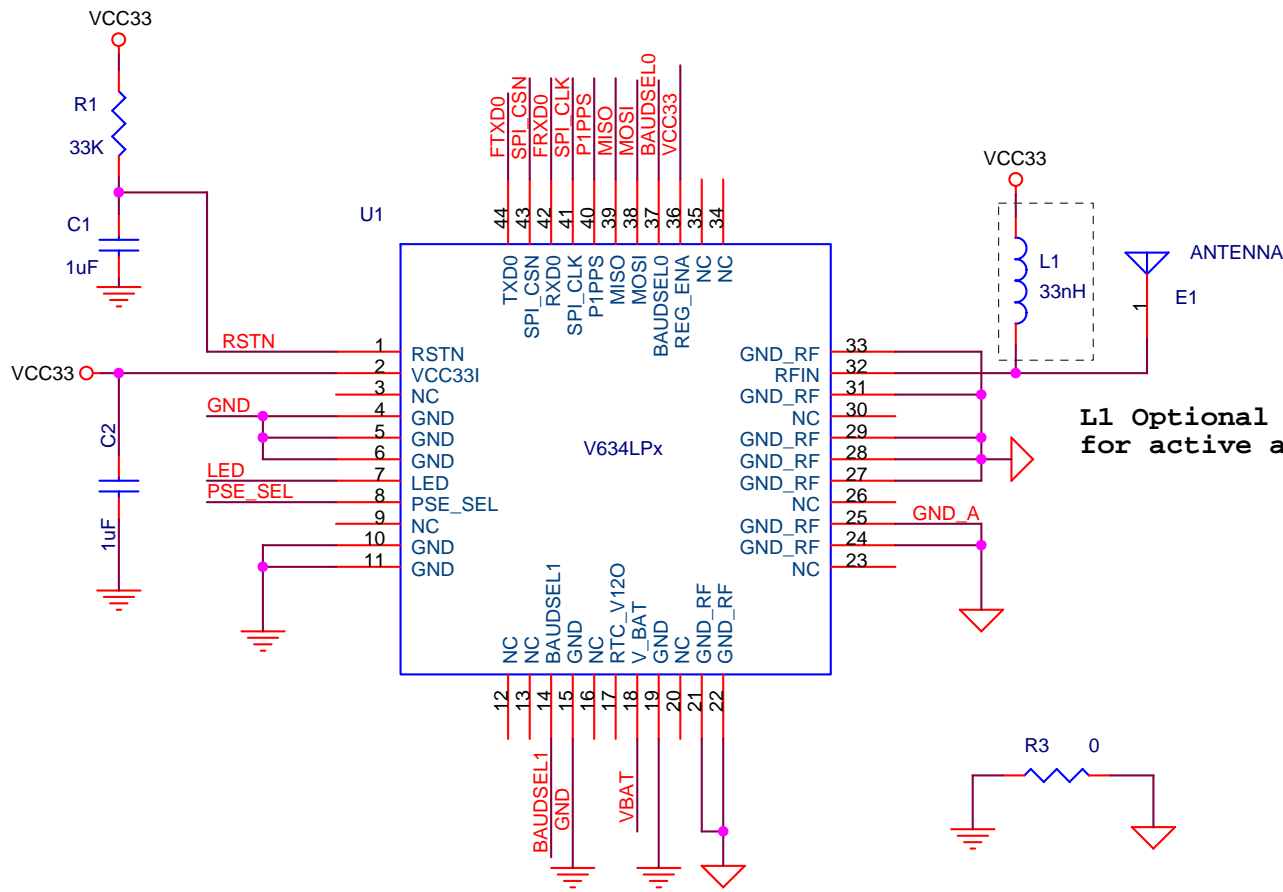 VCC33
R1
33K
C1
1uF
FTXD0
SPI_CSN
FRXD0
SPI_CLK
P1PPS
MISO
MOSI
BAUDSEL0
VCC33
44
43
42
41
40
39
38
37
36
35
34
U1
TXD0
SPI_CSN
RXD0
SPI_CLK
P1PPS
MISO
MOSI
BAUDSEL0
REG_ENA
NC
NC
VCC33
L1
33nH
ANTENNA
1
E1
RSTN 1 RSTN
VCC33 2 VCC33I
3 NC
GND 4 GND
5 GND
6 GND
LED 7 LED
PSE_SEL 8 PSE_SEL
9 NC
10 GND
11 GND
C2
1uF
V634LPx
GND_RF 33
RFIN 32
GND_RF 31
NC 30
GND_RF 29
GND_RF 28
GND_RF 27
NC 26
GND_RF 25 GND_A
GND_RF 24
NC 23
L1 Optional
for active a
NC
NC
BAUDSEL1
GND
NC
RTC_V12O
V_BAT
GND
NC
GND_RF
GND_RF
12
13
14
15
16
17
18
19
20
21
22
BAUDSEL1
GND
VBAT
R3 0